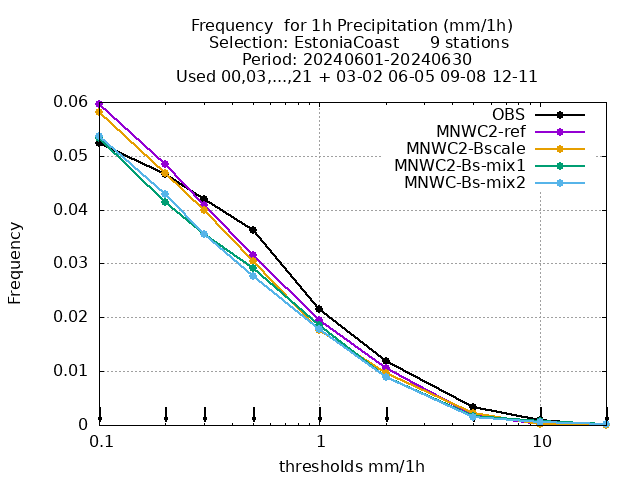 Frequency  for 1h Precipitation (mm/1h)
Selection: EstoniaCoast      9 stations
Period: 20240601-20240630
Used 00,03,...,21 + 03-02 06-05 09-08 12-11
OBS
MNWC2-ref
MNWC2-Bscale
MNWC2-Bs-mix1
MNWC-Bs-mix2
0.06
0.05
0.04
0.03
0.02
0.01
0
Frequency
0.1
1
10
thresholds mm/1h